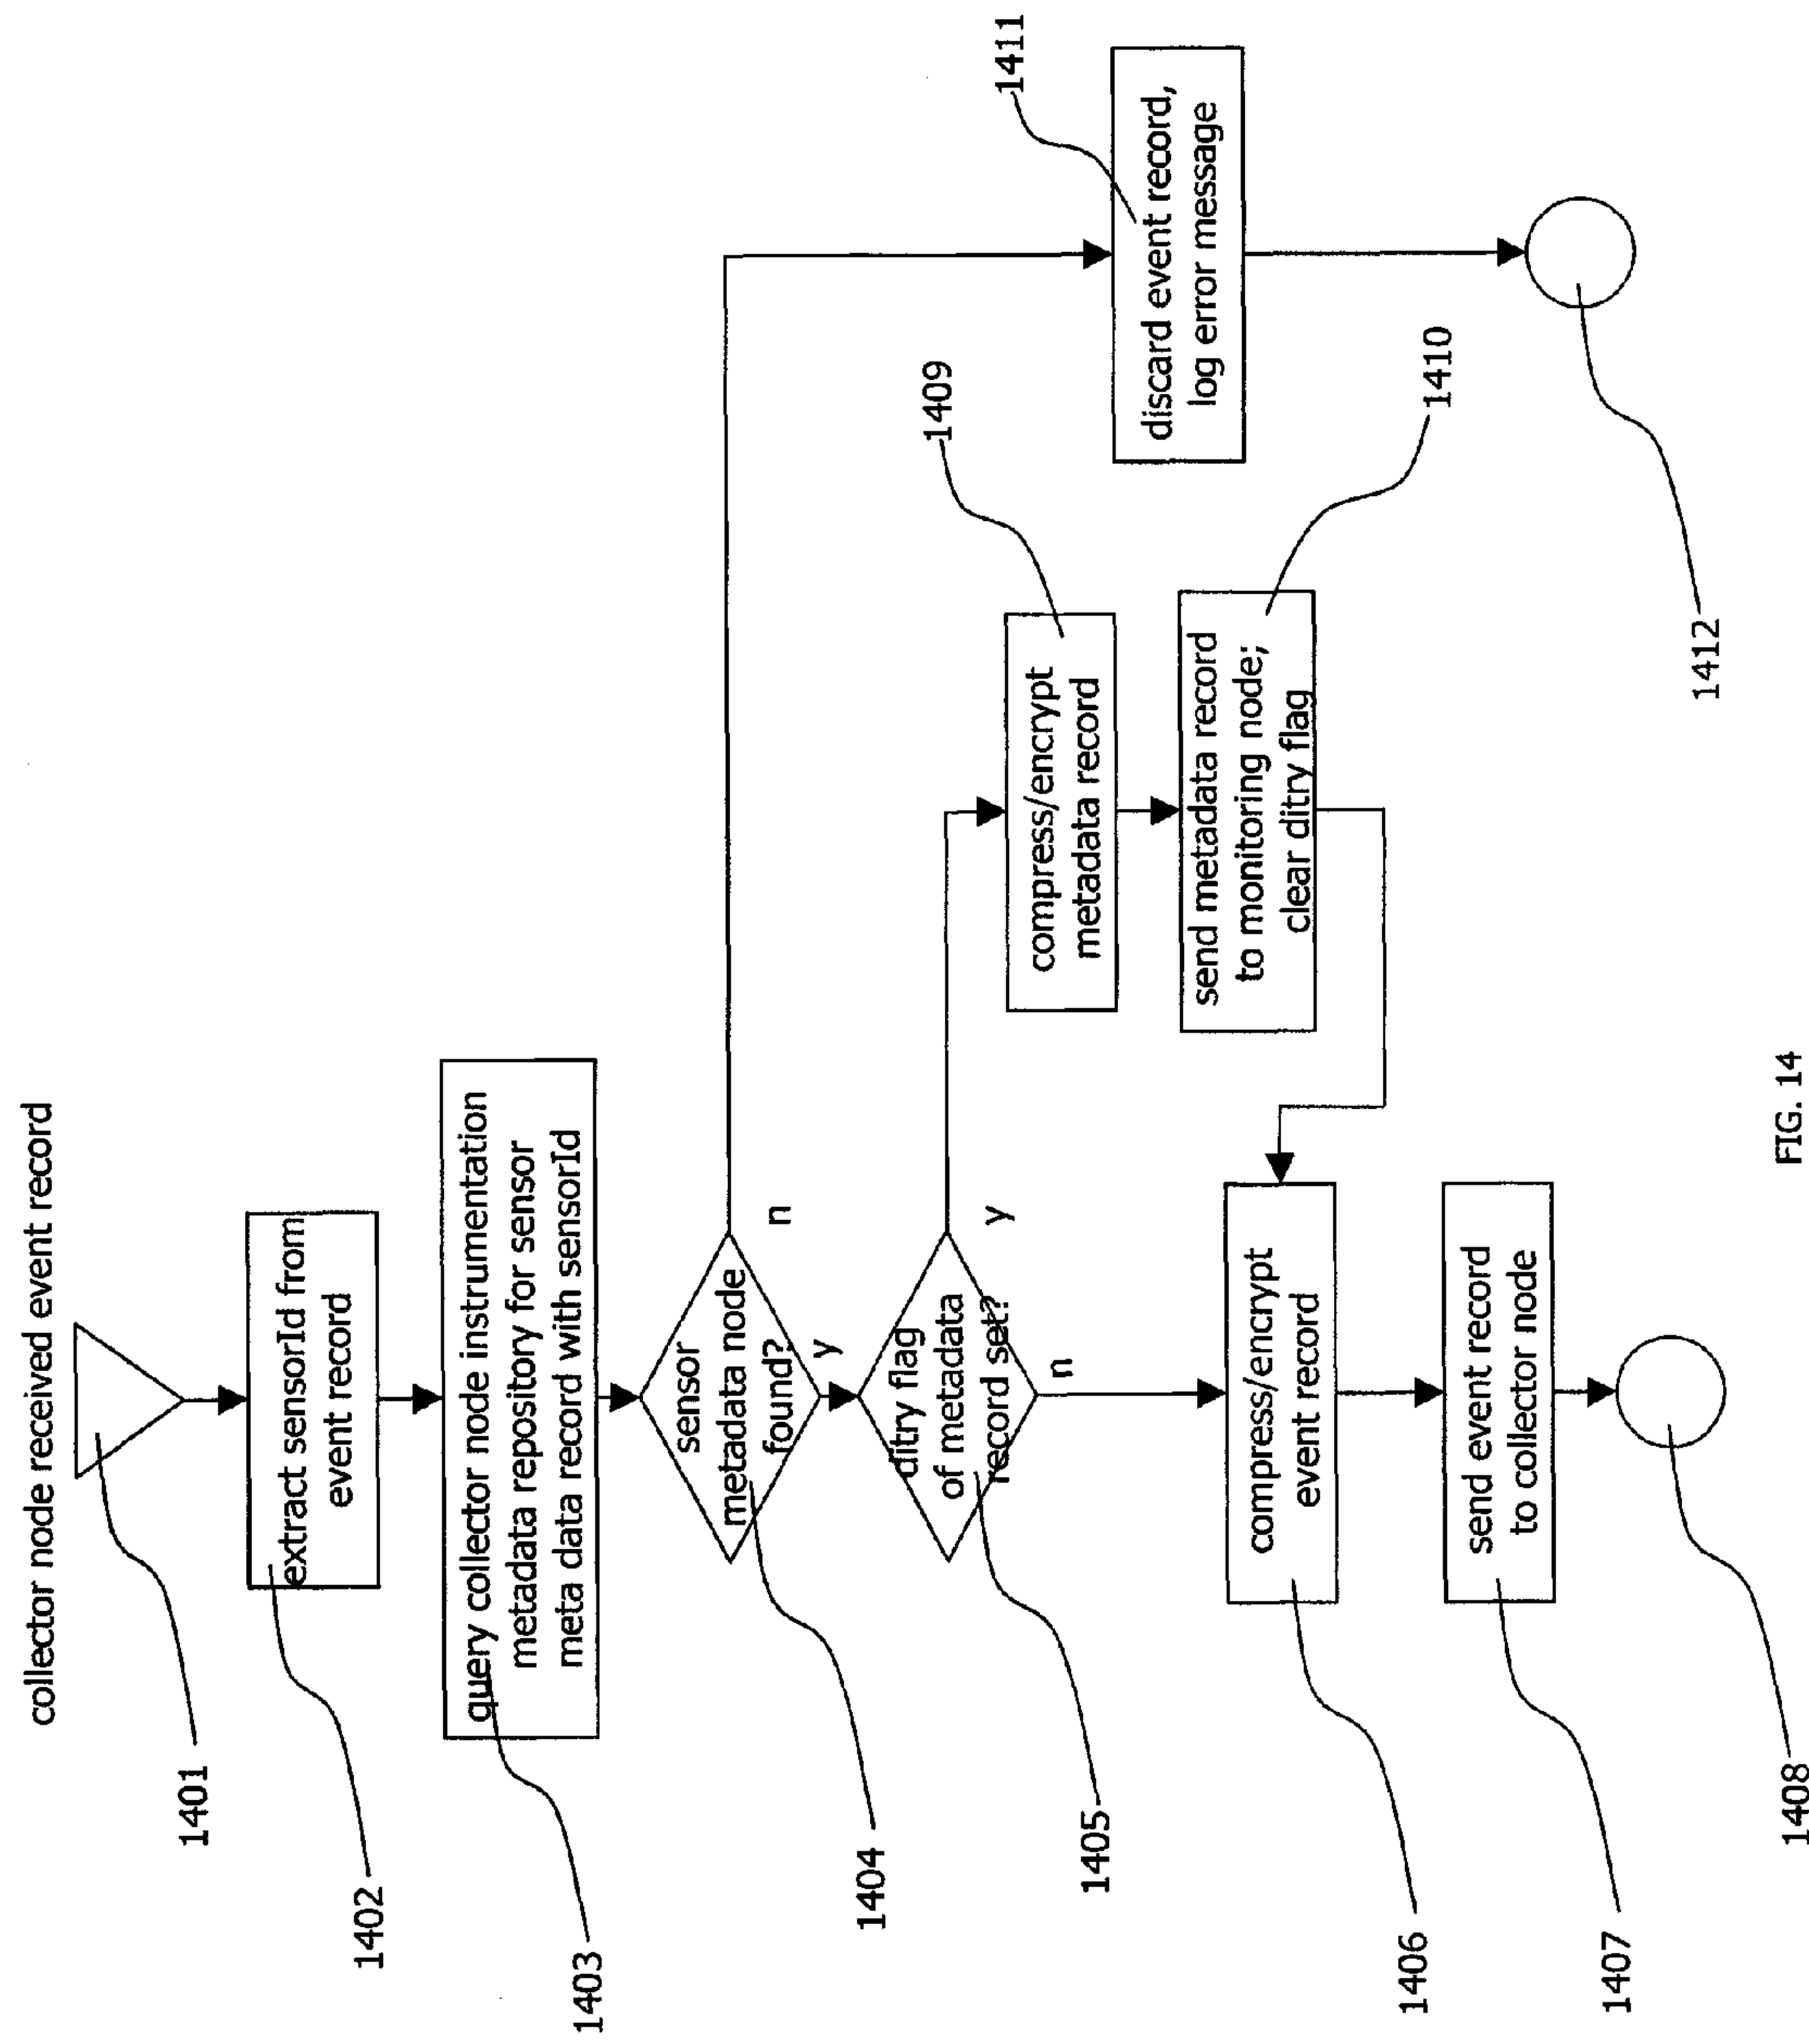 collector node received event record
1401
extract sensorId from
event record
1402
query collector node instrumentation
metadata repository for sensor
meta data record with sensorId
1403
sensor
metadata node
found?
n
y
1404
ditry flag
of metadata
record set?
y
n
1405
compress/encrypt
event record
1406
send event record
to collector node
1407
1408
compress/encrypt
metadata record
1409
send metadata record
to monitoring node;
clear ditry flag
1410
discard event record,
log error message
1411
1412
FIG. 14